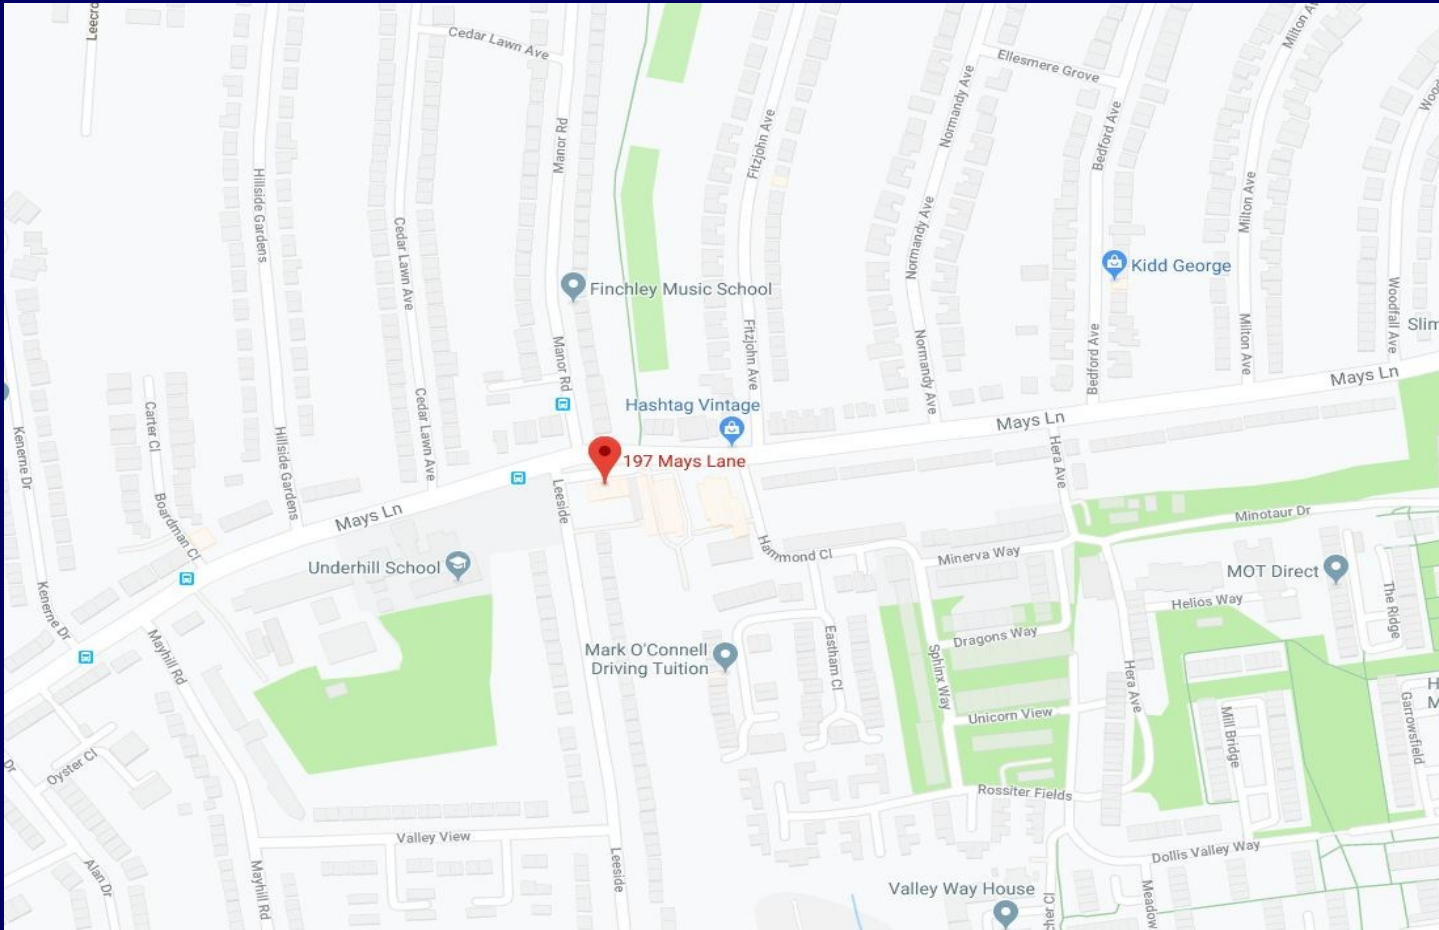 Leecro
Cedar Lawn Ave
Ellesmere Grove
Milton A
Manor Rd
Fitzjohn Ave
Normandy Ave
Bedford Ave
Hillside Gardens
Cedar Lawn Ave
Normandy Ave
Milton Ave
Kidd George
Finchley Music School
Woodfall Ave
Slim
Manor Rd
Fitzjohn Ave
Normandy Ave
Bedford Ave
Milton Ave
Mays Ln
Carter Cl
Hillside Gardens
Cedar Lawn Ave
Hashtag Vintage
Mays Ln
Kenerne Dr
197 Mays Lane
Hera Ave
Leeside
Boardman Cl
Mays Ln
Minotaur Dr
Hammond Cl
Minerva Way
Underhill School
MOT Direct
Helios Way
The Ridge
Kenerne Dr
Mayhill Rd
Dragons Way
Mark O'Connell
Driving Tuition
Eastham Cl
Sphinx Way
Hera Ave
Unicorn View
Mill Bridge
Garrowsfield
H
M
Dr
Oyster Cl
Rossiter Fields
Valley View
Dollis Valley Way
Alan Dr
Mayhill Rd
Leeside
Valley Way House
her Cl
Meadow